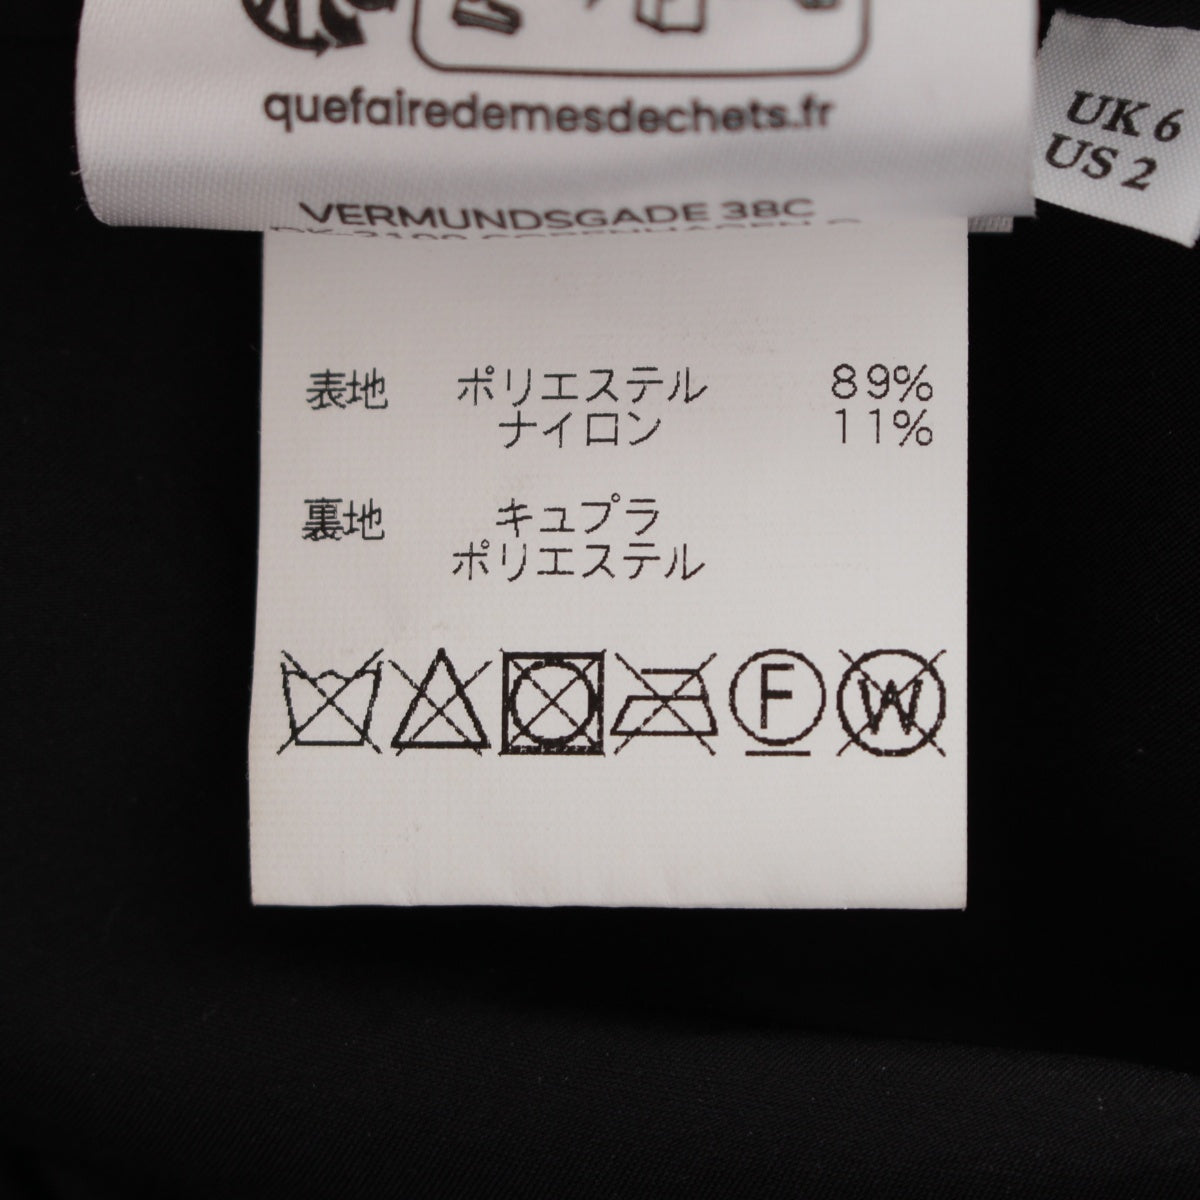 quefairedemesdechets.fr
UK 6
US 2
VERMUNDSGADE 38C
表地 ポリエステル 89%
ナイロン 11%
裏地 キュプラ
ポリエステル
F
W